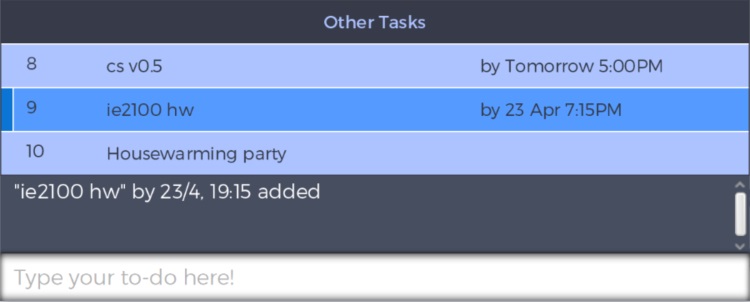 Other Tasks
8 cs v0.5 by Tomorrow 5:00PM
9 ie2100 hw by 23 Apr 7:15PM
10 Housewarming party
"ie2100 hw" by 23/4, 19:15 added
Type your to-do here!